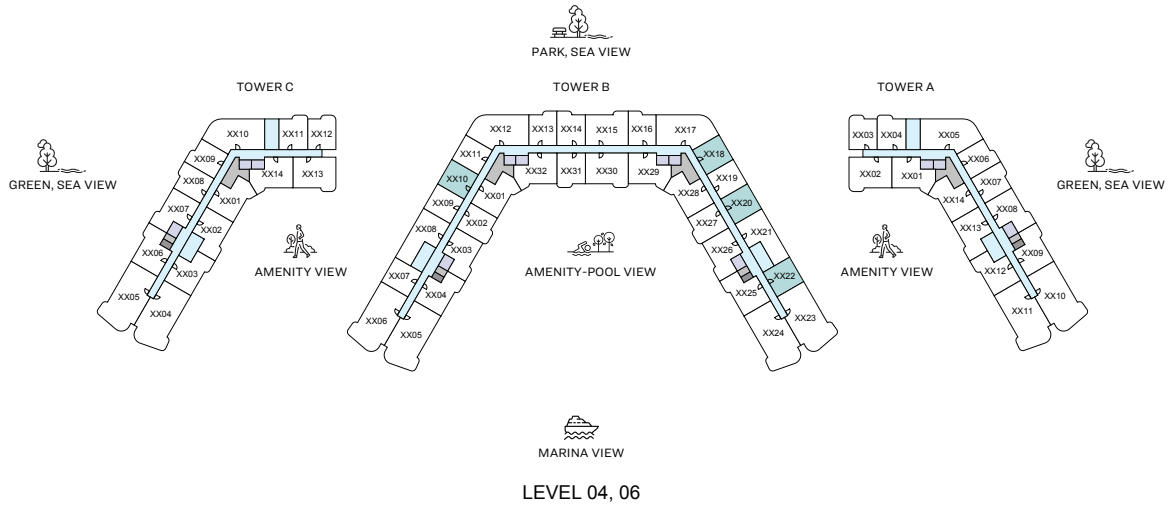 PARK, SEA VIEW
TOWER C
TOWER B
TOWER A
GREEN, SEA VIEW
GREEN, SEA VIEW
XX10
XX11
XX12
XX09
XX08
XX07
XX06
XX05
XX04
XX03
XX02
XX01
XX14
XX13
AMENITY VIEW
XX12
XX13
XX14
XX15
XX16
XX17
XX11
XX10
XX09
XX08
XX07
XX06
XX05
XX04
XX03
XX02
XX01
XX32
XX31
XX30
XX29
XX28
XX27
XX26
XX25
XX24
XX23
XX22
XX21
XX20
XX19
XX18
AMENITY-POOL VIEW
XX03
XX04
XX05
XX02
XX01
XX06
XX07
XX08
XX09
XX10
XX11
XX12
XX13
XX14
AMENITY VIEW
MARINA VIEW
LEVEL 04, 06